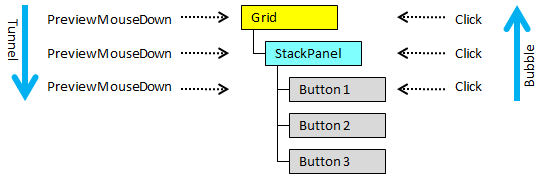 Tunnel
PreviewMouseDown
Grid
Click
PreviewMouseDown
StackPanel
Click
PreviewMouseDown
Button 1
Click
Bubble
Button 2
Button 3